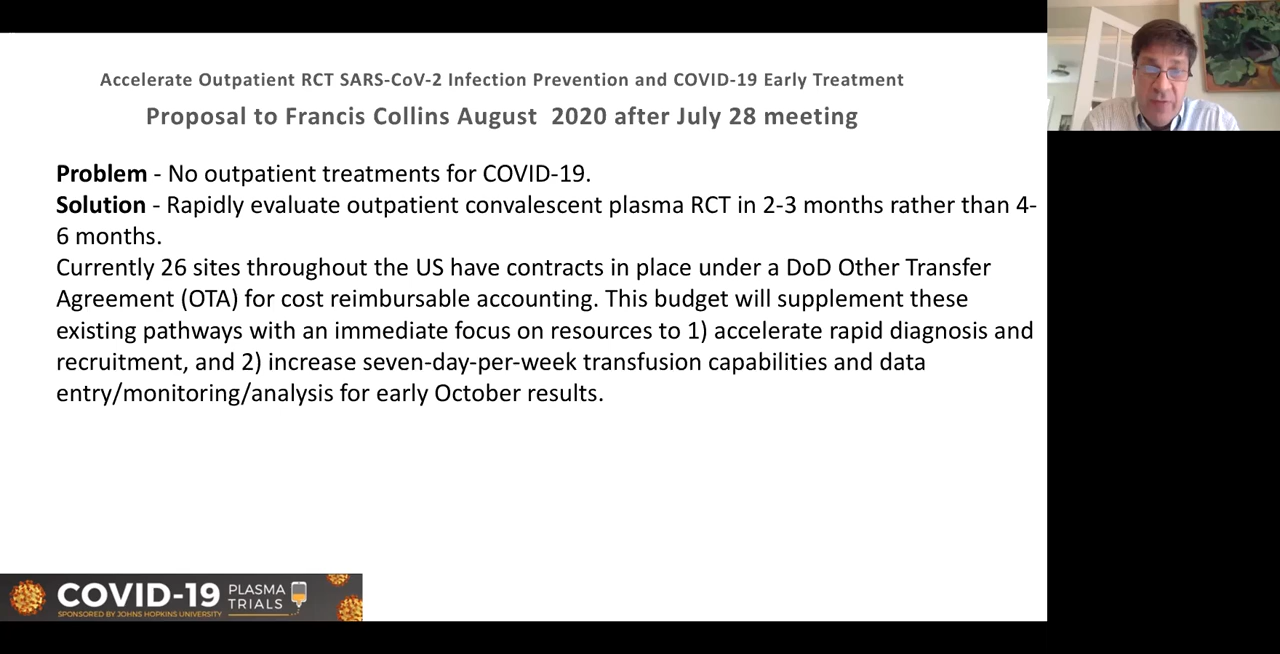 Accelerate Outpatient RCT SARS-CoV-2 Infection Prevention and COVID-19 Early Treatment
Proposal to Francis Collins August  2020 after July 28 meeting
Problem - No outpatient treatments for COVID-19.
Solution - Rapidly evaluate outpatient convalescent plasma RCT in 2-3 months rather than 4-
6 months.
Currently 26 sites throughout the US have contracts in place under a DoD Other Transfer
Agreement (OTA) for cost reimbursable accounting. This budget will supplement these
existing pathways with an immediate focus on resources to 1) accelerate rapid diagnosis and
recruitment, and 2) increase seven-day-per-week transfusion capabilities and data
entry/monitoring/analysis for early October results.
COVID-19 PLASMA
TRIALS
SPONSORED BY JOHNS HOPKINS UNIVERSITY